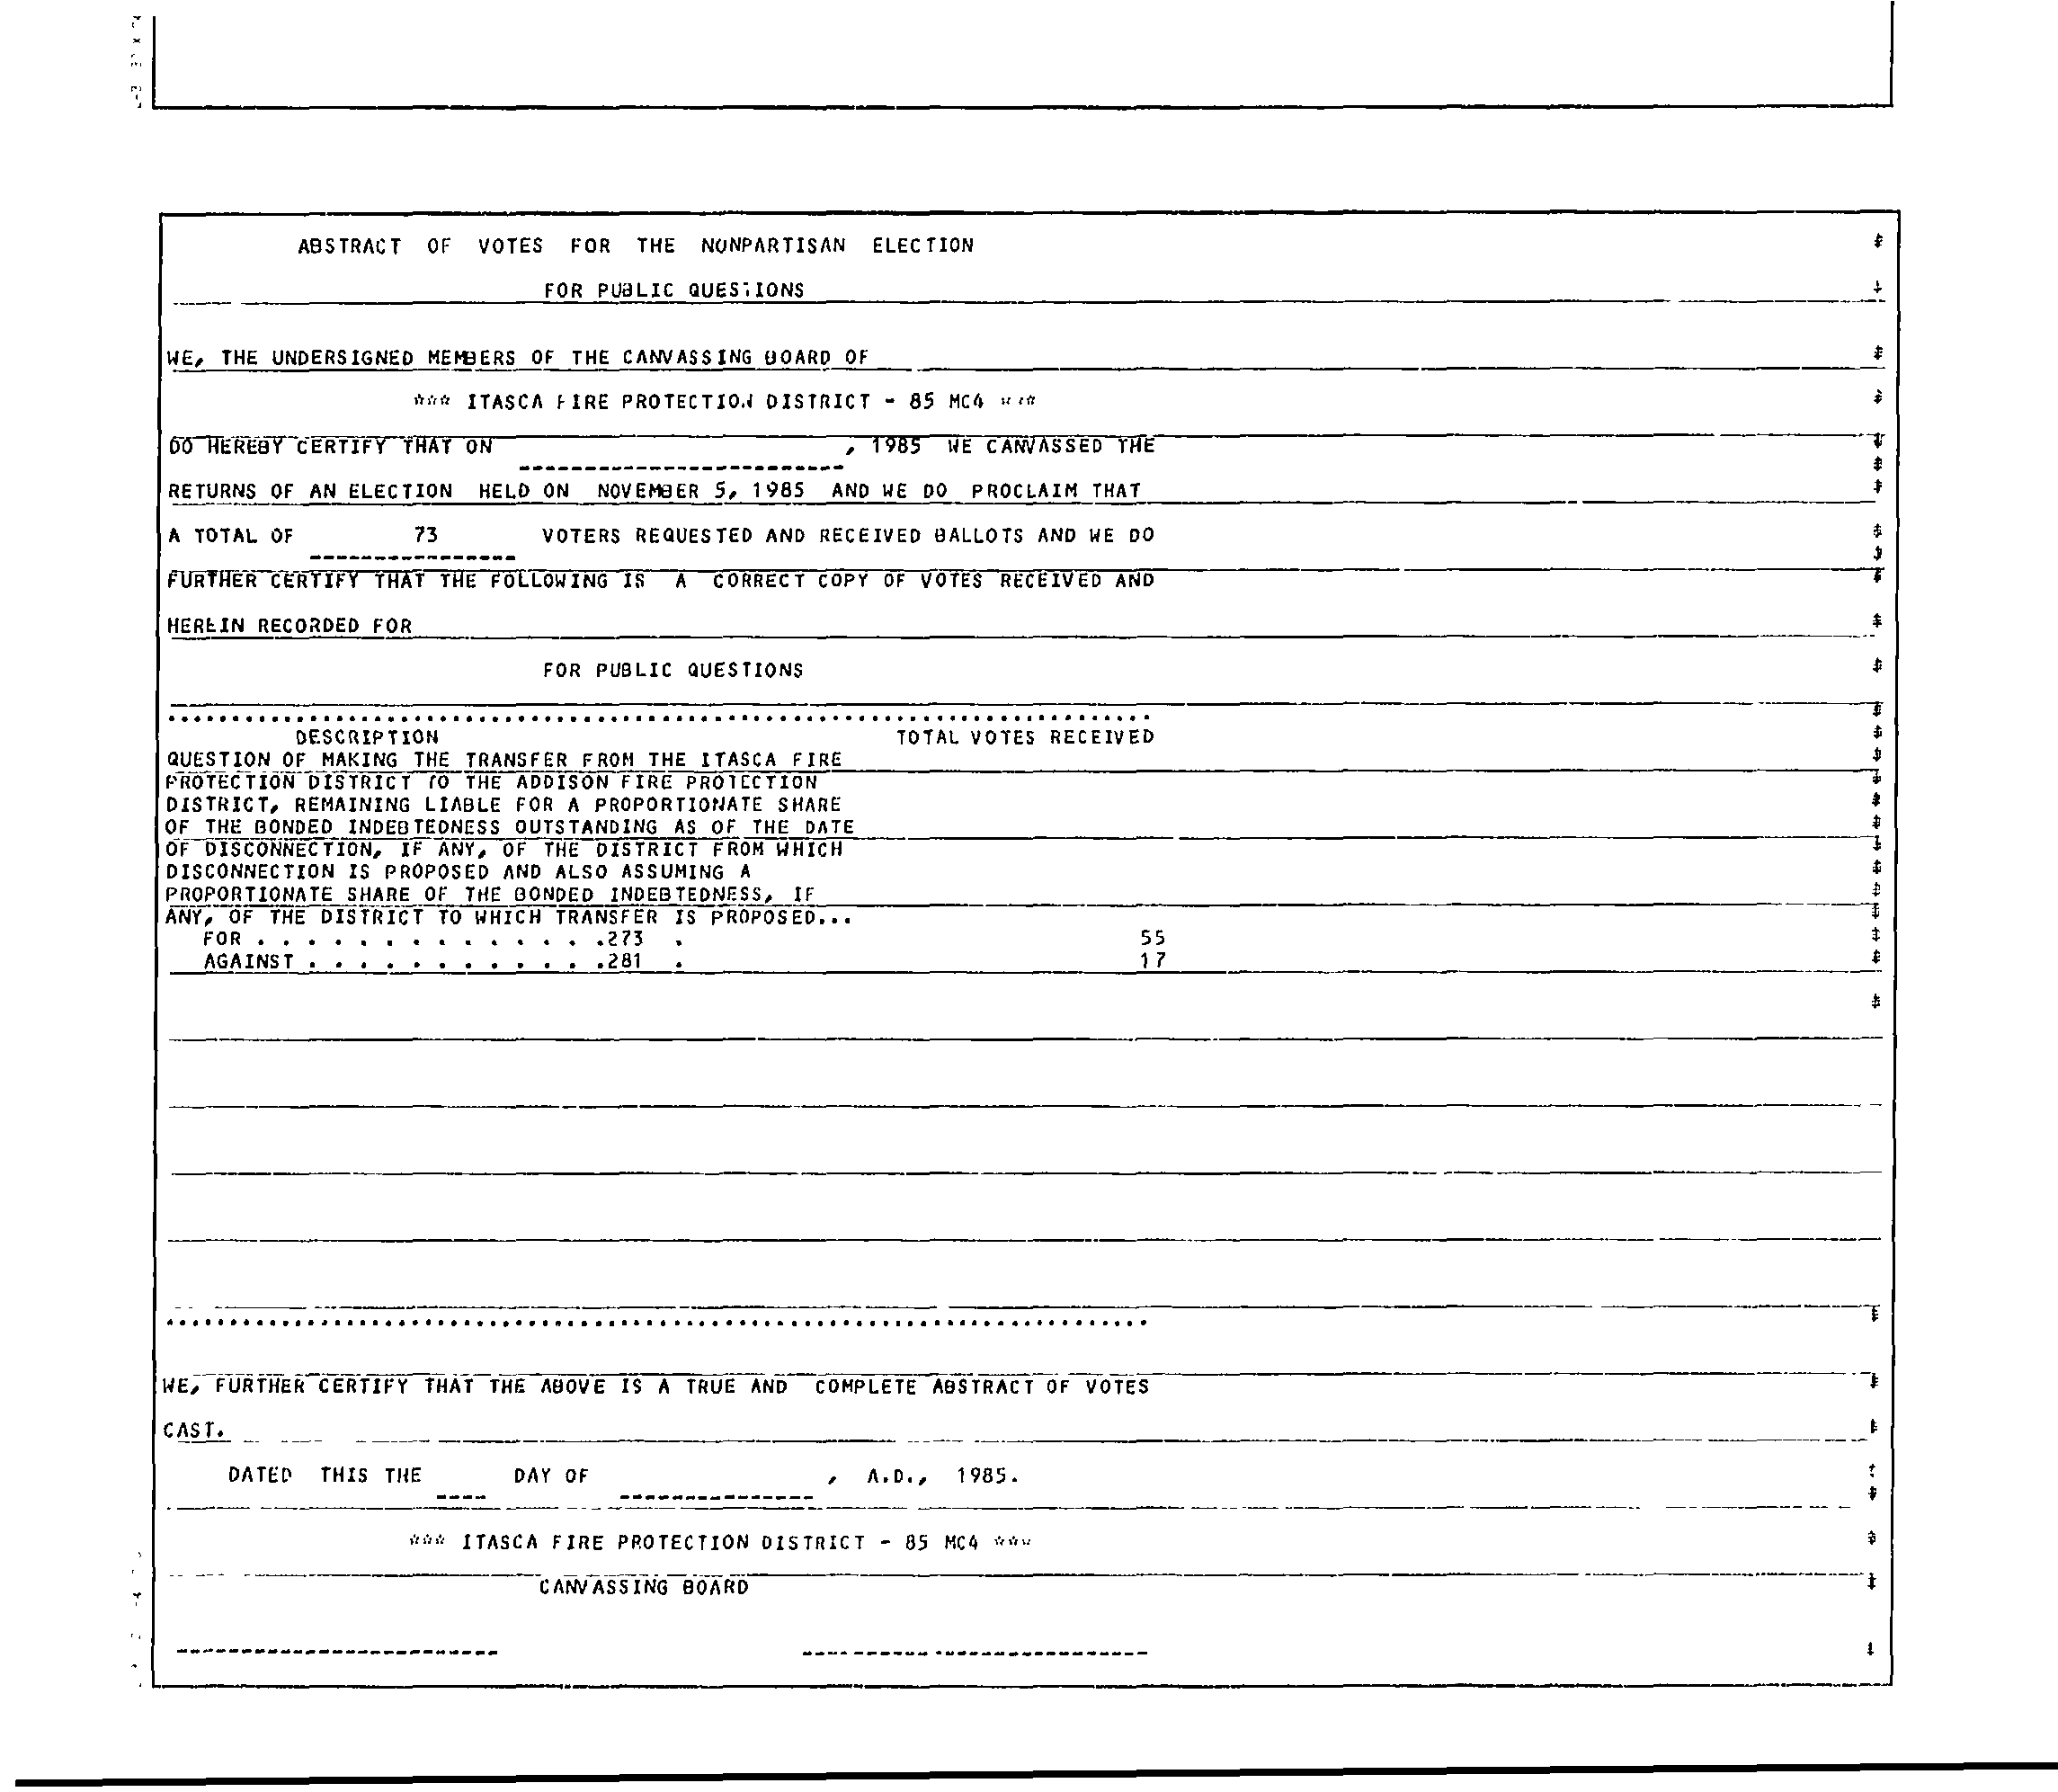 ABSTRACT OF VOTES FOR THE NONPARTISAN ELECTION
FOR PUBLIC QUESTIONS
WE, THE UNDERSIGNED MEMBERS OF THE CANVASSING BOARD OF
*** ITASCA FIRE PROTECTION DISTRICT - 85 MC4 ***
DO HEREBY CERTIFY THAT ON , 1985 WE CANVASSED THE
RETURNS OF AN ELECTION HELD ON NOVEMBER 5, 1985 AND WE DO PROCLAIM THAT
A TOTAL OF 73 VOTERS REQUESTED AND RECEIVED BALLOTS AND WE DO
FURTHER CERTIFY THAT THE FOLLOWING IS A CORRECT COPY OF VOTES RECEIVED AND
HEREIN RECORDED FOR
FOR PUBLIC QUESTIONS
DESCRIPTION TOTAL VOTES RECEIVED
QUESTION OF MAKING THE TRANSFER FROM THE ITASCA FIRE
PROTECTION DISTRICT TO THE ADDISON FIRE PROTECTION
DISTRICT, REMAINING LIABLE FOR A PROPORTIONATE SHARE
OF THE BONDED INDEBTEDNESS OUTSTANDING AS OF THE DATE
OF DISCONNECTION, IF ANY, OF THE DISTRICT FROM WHICH
DISCONNECTION IS PROPOSED AND ALSO ASSUMING A
PROPORTIONATE SHARE OF THE BONDED INDEBTEDNESS, IF
ANY, OF THE DISTRICT TO WHICH TRANSFER IS PROPOSED...
FOR . . . . . . . . . . . . . .273 . 55
AGAINST . . . . . . . . . . . .281 . 17
WE, FURTHER CERTIFY THAT THE ABOVE IS A TRUE AND COMPLETE ABSTRACT OF VOTES
CAST.
DATED THIS THE DAY OF , A.D., 1985.
*** ITASCA FIRE PROTECTION DISTRICT - 85 MC4 ***
CANVASSING BOARD